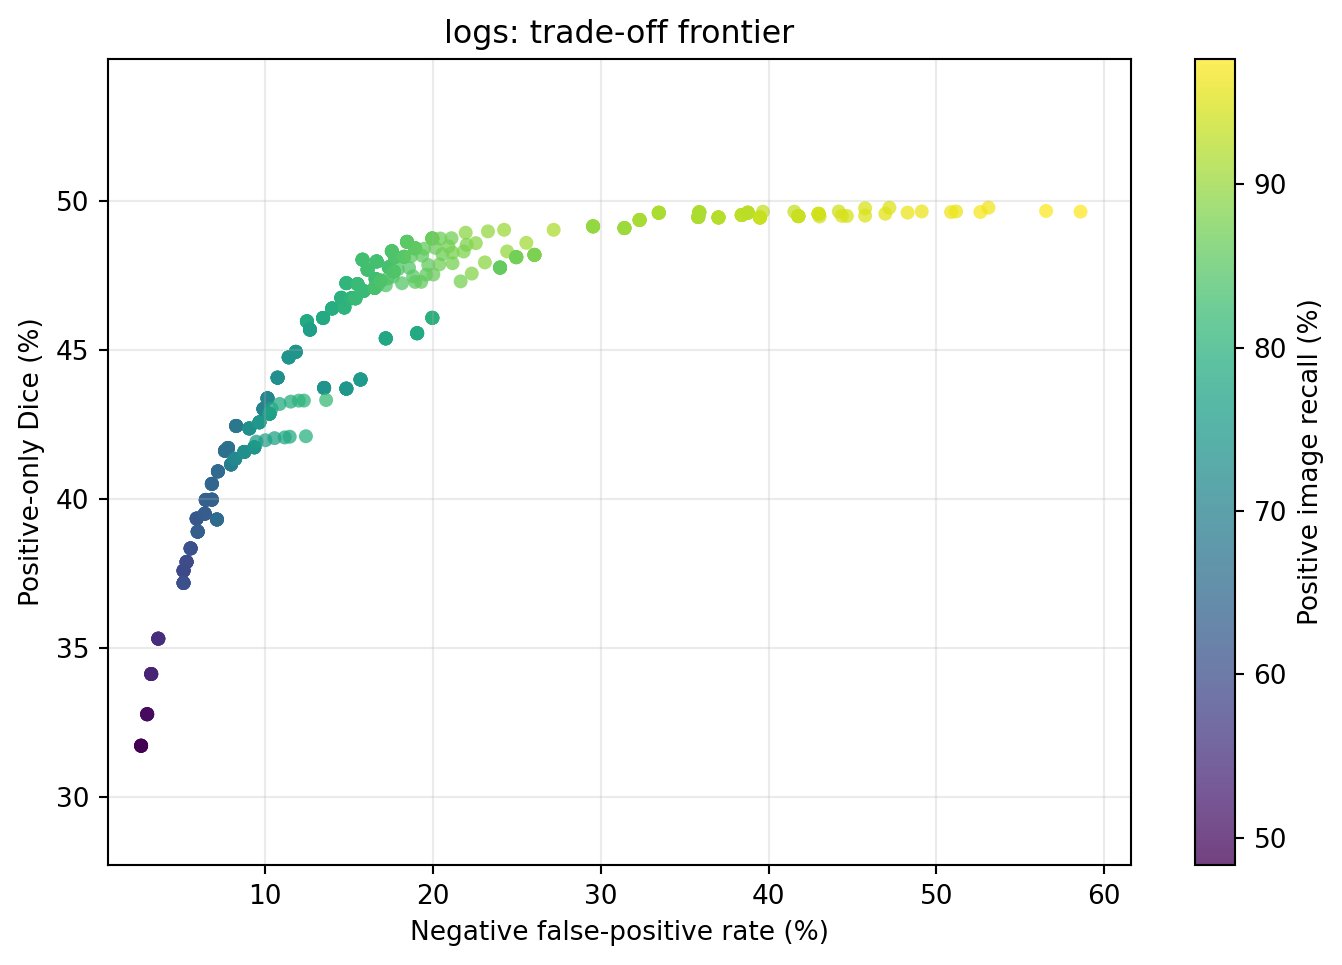 logs: trade-off frontier
Positive-only Dice (%)
50
45
40
35
30
10 20 30 40 50 60
Negative false-positive rate (%)
90
80
70
60
50
Positive image recall (%)